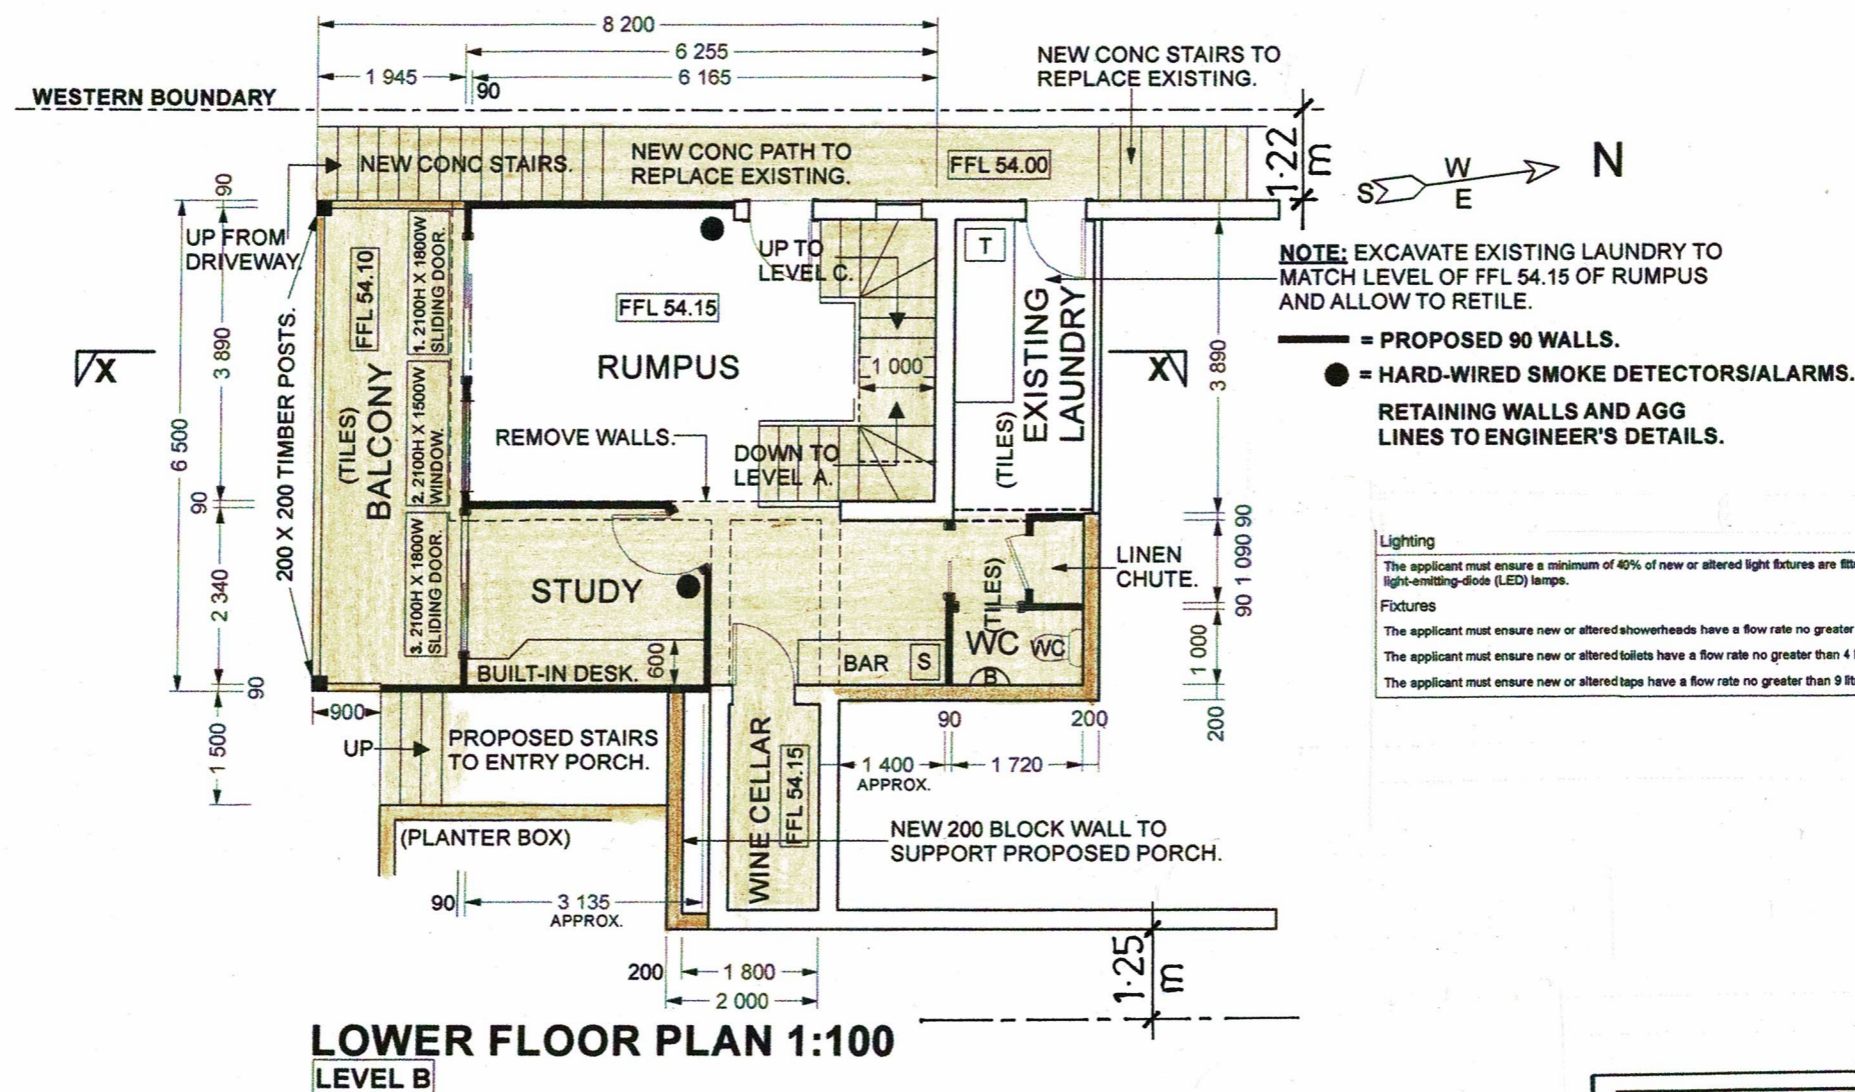 8 200
6 255
1 945
6 165
90
WESTERN BOUNDARY
NEW CONC STAIRS TO
REPLACE EXISTING.
NEW CONC STAIRS.
NEW CONC PATH TO
REPLACE EXISTING.
FFL 54.00
1.22
m
S
W
E
N
90
UP FROM
DRIVEWAY.
FFL 54.10
1. 2100H X 1800W
SLIDING DOOR.
UP TO
LEVEL C.
T
NOTE: EXCAVATE EXISTING LAUNDRY TO
MATCH LEVEL OF FFL 54.15 OF RUMPUS
AND ALLOW TO RETILE.
FFL 54.15
RUMPUS
EXISTING
LAUNDRY
(TILES)
= PROPOSED 90 WALLS.
= HARD-WIRED SMOKE DETECTORS/ALARMS.
RETAINING WALLS AND AGG
LINES TO ENGINEER'S DETAILS.
X
X
3 890
6 500
200 X 200 TIMBER POSTS.
(TILES)
BALCONY
2. 2100H X 1500W
WINDOW.
1 000
3 890
REMOVE WALLS.
DOWN TO
LEVEL A.
90
2 340
3. 2100H X 1800W
SLIDING DOOR.
STUDY
(TILES)
LINEN
CHUTE.
90
1 090
90
Lighting
The applicant must ensure a minimum of 40% of new or altered light fixtures are
light-emitting-diode (LED) lamps.
Fixtures
The applicant must ensure new or altered showerheads have a flow rate no greater
The applicant must ensure new or altered toilets have a flow rate no greater than 4
The applicant must ensure new or altered taps have a flow rate no greater than 9
BUILT-IN DESK.
600
BAR
S
WC
WC
B
1 000
90
900
1 500
UP
PROPOSED STAIRS
TO ENTRY PORCH.
WINE CELLAR
FFL 54.15
90
200
200
1 400
APPROX.
1 720
(PLANTER BOX)
NEW 200 BLOCK WALL TO
SUPPORT PROPOSED PORCH.
90
3 135
APPROX.
200
1 800
2 000
1.25
m
LOWER FLOOR PLAN 1:100
LEVEL B